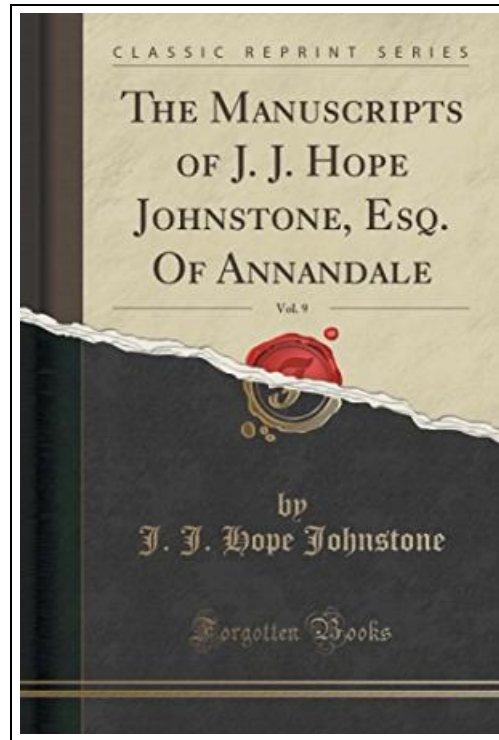 CLASSIC REPRINT SERIES
THE MANUSCRIPTS
OF J. J. HOPE
JOHNSTONE, ESQ.
OF ANNANDALE
Vol. 9
by
J. J. Hope Johnstone
Forgotten Books